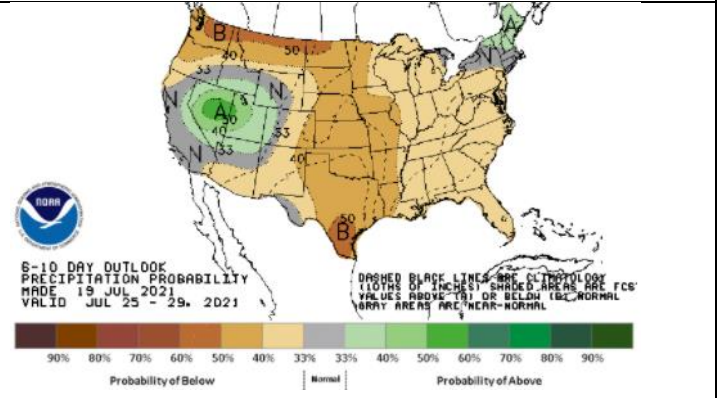 B
50
40
33
A
N
N
N
A
50
40
33
N
33
40
50
B
NOAA
6-10 DAY OUTLOOK
PRECIPITATION PROBABILITY
MADE 19 JUL 2021
VALID JUL 25 - 29, 2021
DASHED BLACK LINES ARE CLIMATOLOGY
(10THS OF INCHES) SHADED AREAS ARE FCST
VALUES ABOVE (A) OR BELOW (B) NORMAL
GRAY AREAS ARE NEAR-NORMAL
90% 80% 70% 60% 50% 40% 33% 33% 40% 50% 60% 70% 80% 90%
Probability of Below Normal Probability of Above